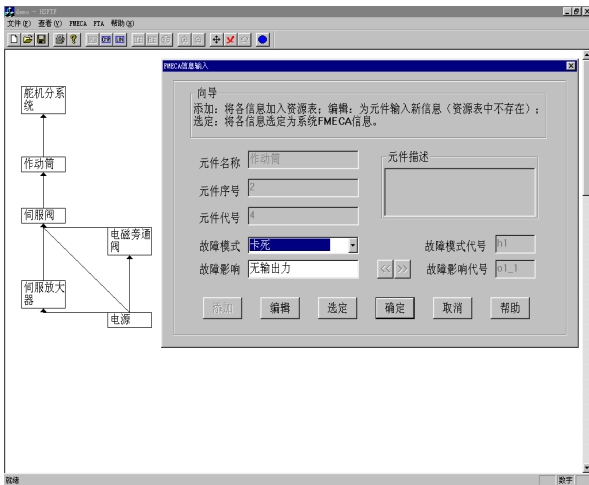 demo - HSFTP
文件(F) 查看(V) FMECA FTA 帮助(H)
舵机分系
统
作动筒
伺服阀
电磁旁通
阀
伺服放大
器
电源
FMECA信息输入
向导
添加：将各信息加入资源表；编辑：为元件输入新信息（资源表中不存在）；
选定：将各信息选定为系统FMECA信息。
元件名称 作动筒
元件描述
元件序号 2
元件代号 4
故障模式 卡死
故障模式代号 h1
故障影响 无输出力
<< >>
故障影响代号 o1_1
添加 编辑 选定 确定 取消 帮助
就绪
数字